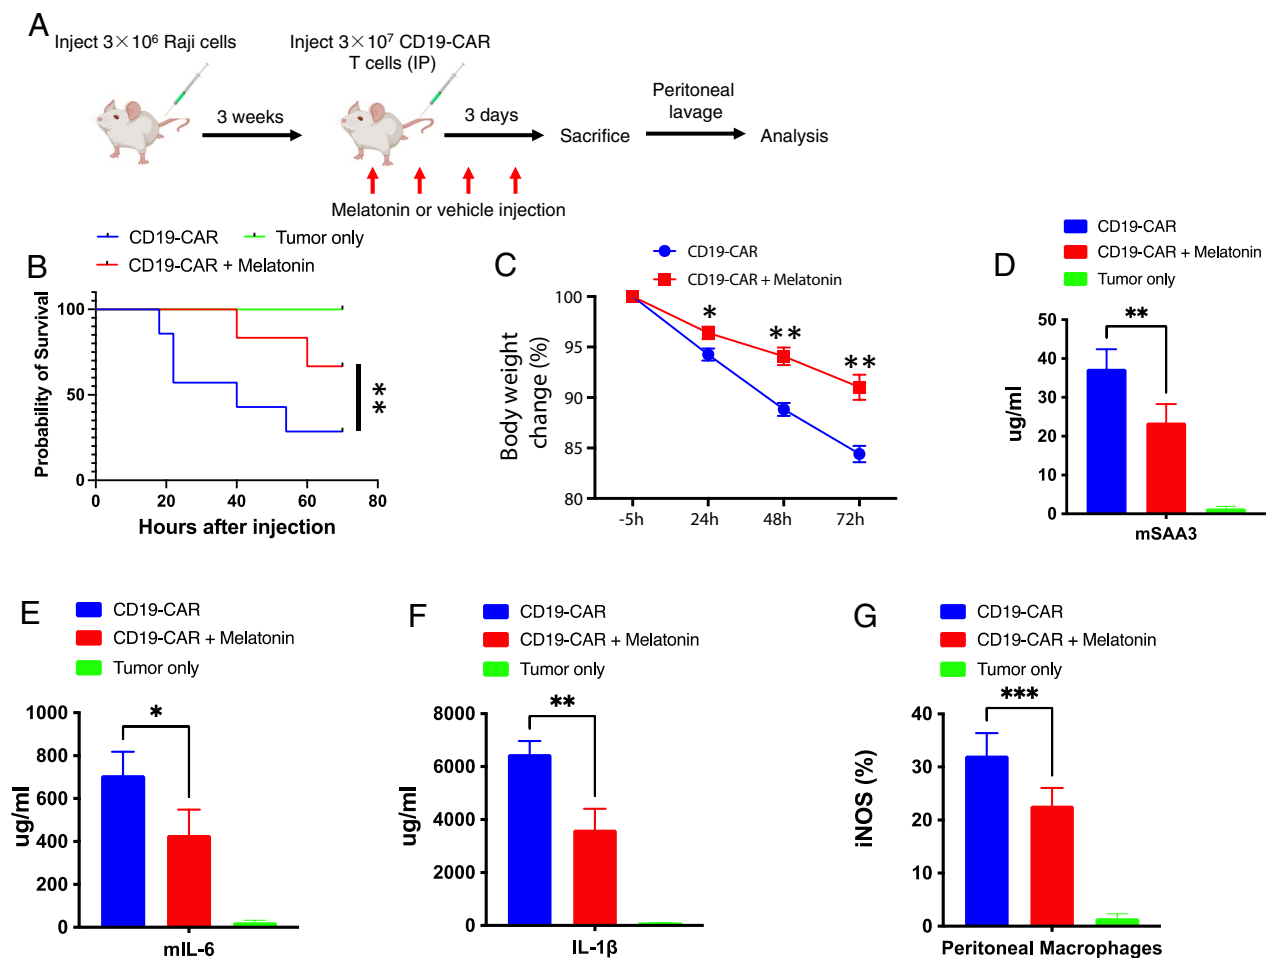 A
Inject 3×10⁶ Raji cells
Inject 3×10⁷ CD19-CAR
T cells (IP)
3 weeks
3 days
Sacrifice
Peritoneal
lavage
Analysis
Melatonin or vehicle injection
B
CD19-CAR
Tumor only
CD19-CAR + Melatonin
Probability of Survival
100
50
0
0 20 40 60 80
Hours after injection
**
C
CD19-CAR
CD19-CAR + Melatonin
Body weight
change (%)
100
95
90
85
80
* ** **
-5h 24h 48h 72h
D
CD19-CAR
CD19-CAR + Melatonin
Tumor only
ug/ml
50
40
30
20
10
0
**
mSAA3
E
CD19-CAR
CD19-CAR + Melatonin
Tumor only
ug/ml
1000
800
600
400
200
0
*
mIL-6
F
CD19-CAR
CD19-CAR + Melatonin
Tumor only
ug/ml
8000
6000
4000
2000
0
**
IL-1β
G
CD19-CAR
CD19-CAR + Melatonin
Tumor only
iNOS (%)
40
30
20
10
0
***
Peritoneal Macrophages